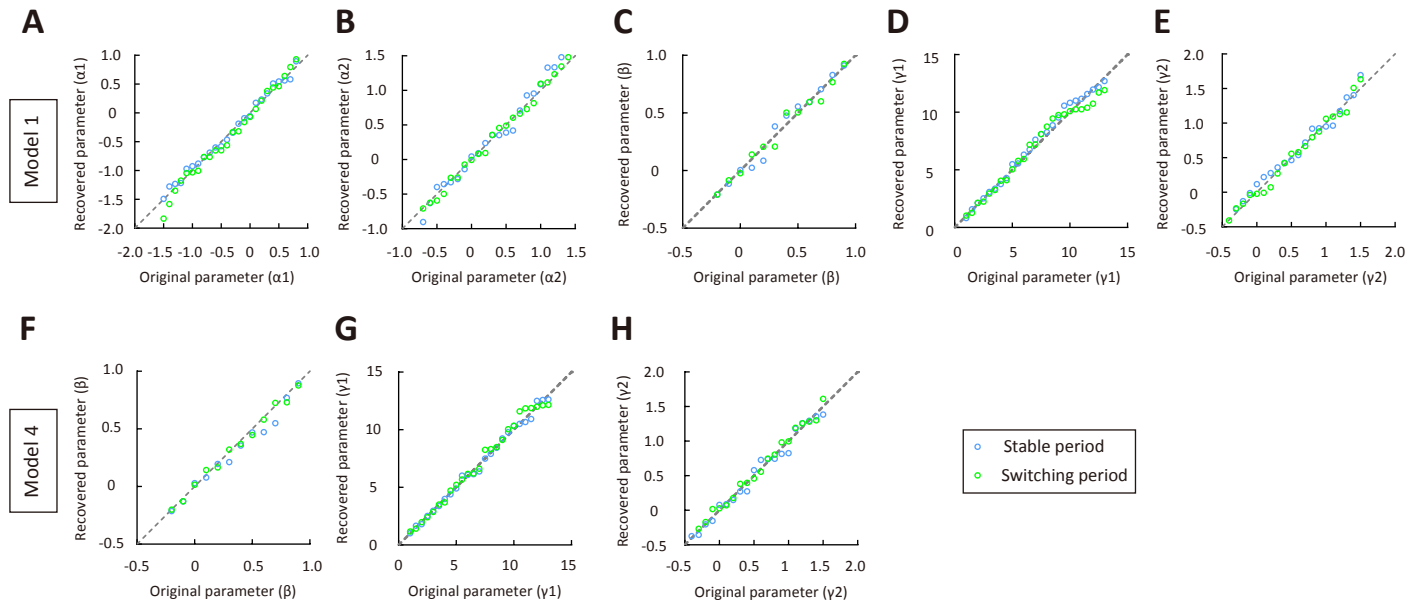 A
B
C
D
E
Model 1
Recovered parameter (α1)
1.0
0.5
0
-0.5
-1.0
-1.5
-2.0
-2.0 -1.5 -1.0 -0.5 0 0.5 1.0
Original parameter (α1)
Recovered parameter (α2)
1.5
1.0
0.5
0
-0.5
-1.0
-1.0 -0.5 0 0.5 1.0 1.5
Original parameter (α2)
Recovered parameter (β)
1.0
0.5
0
-0.5
-0.5 0 0.5 1.0
Original parameter (β)
Recovered parameter (γ1)
15
10
5
0
0 5 10 15
Original parameter (γ1)
Recovered parameter (γ2)
2.0
1.5
1.0
0.5
0
-0.5
-0.5 0 0.5 1.0 1.5 2.0
Original parameter (γ2)
F
G
H
Model 4
Recovered parameter (β)
1.0
0.5
0
-0.5
-0.5 0 0.5 1.0
Original parameter (β)
Recovered parameter (γ1)
15
10
5
0
0 5 10 15
Original parameter (γ1)
Recovered parameter (γ2)
2.0
1.5
1.0
0.5
0
-0.5
-0.5 0 0.5 1 1.5 2.0
Original parameter (γ2)
Stable period
Switching period